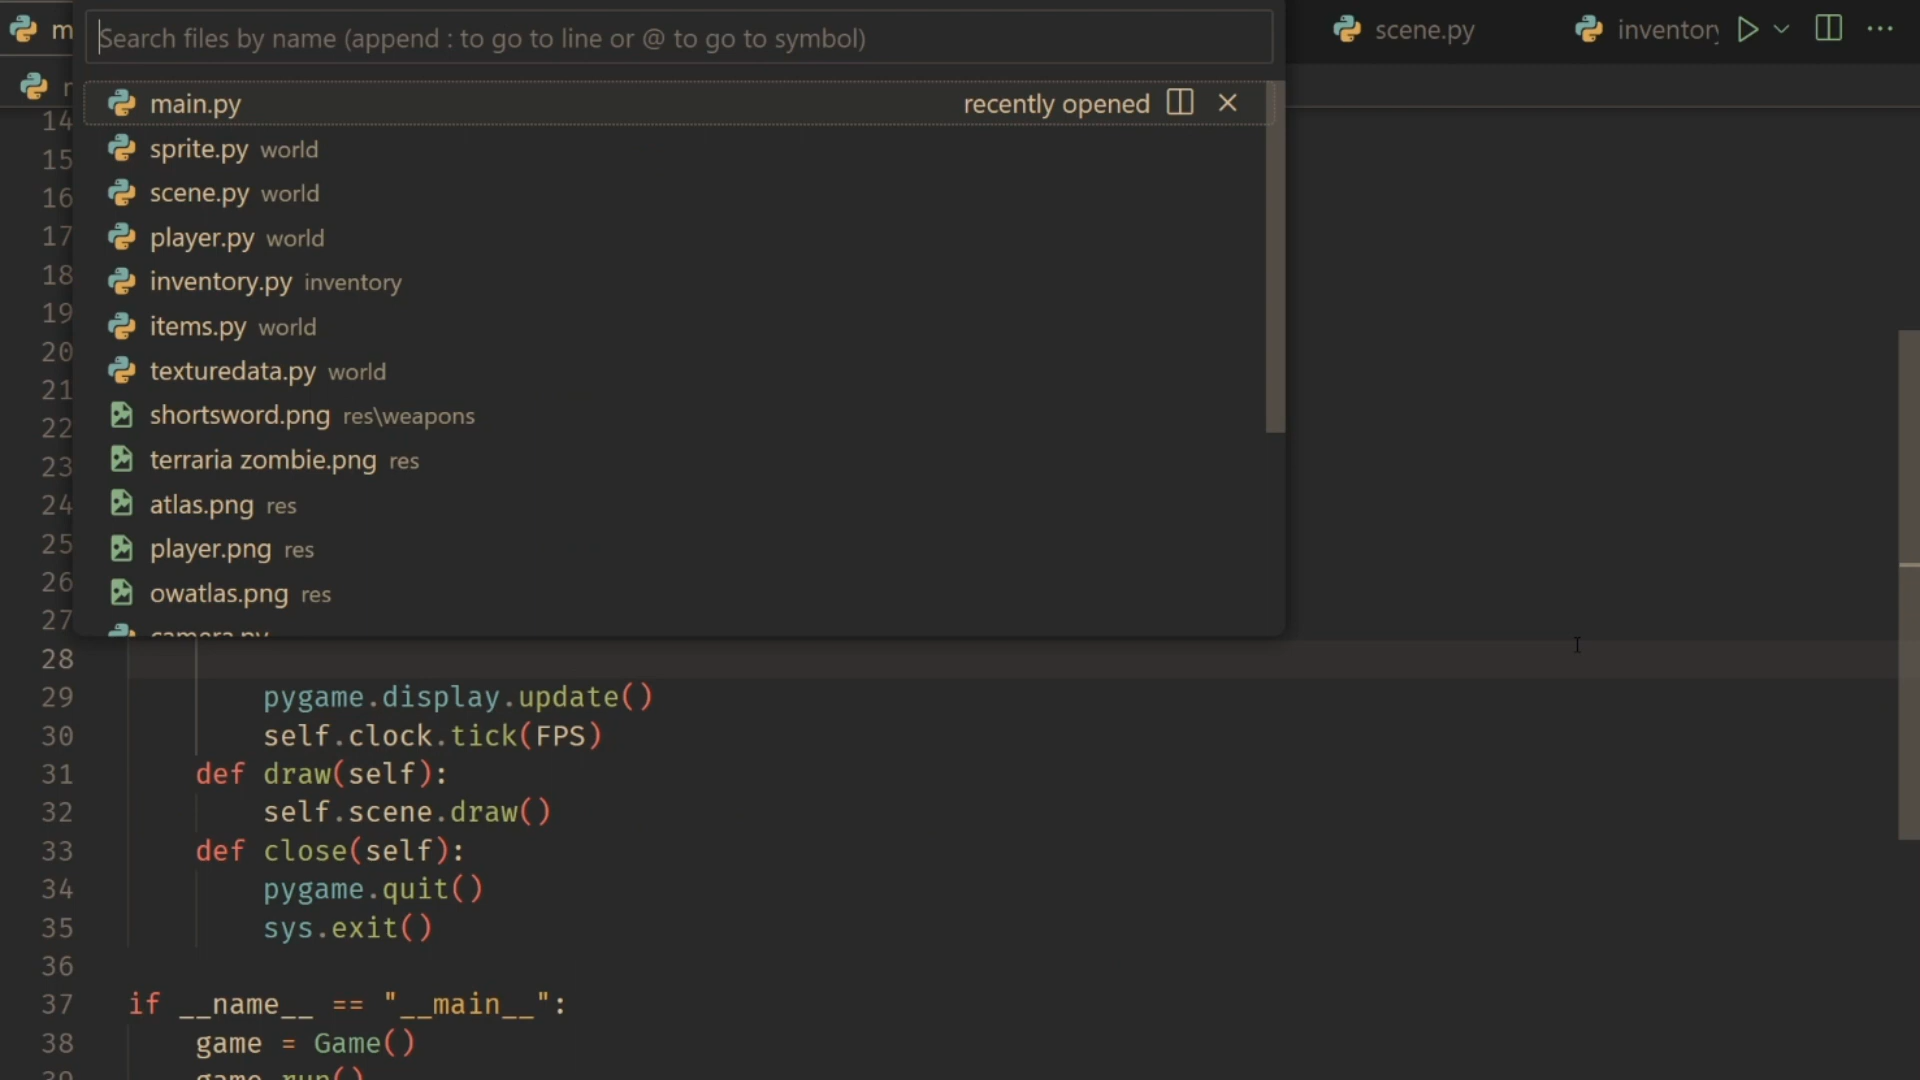 m
Search files by name (append : to go to line or @ to go to symbol)
scene.py
inventory
main.py
recently opened
sprite.py world
scene.py world
player.py world
inventory.py inventory
items.py world
texturedata.py world
shortsword.png res\weapons
terraria zombie.png res
atlas.png res
player.png res
owatlas.png res
camera.py
14
15
16
17
18
19
20
21
22
23
24
25
26
27
28
29 pygame.display.update()
30 self.clock.tick(FPS)
31 def draw(self):
32 self.scene.draw()
33 def close(self):
34 pygame.quit()
35 sys.exit()
36
37 if __name__ == "__main__":
38 game = Game()
39 game.run()